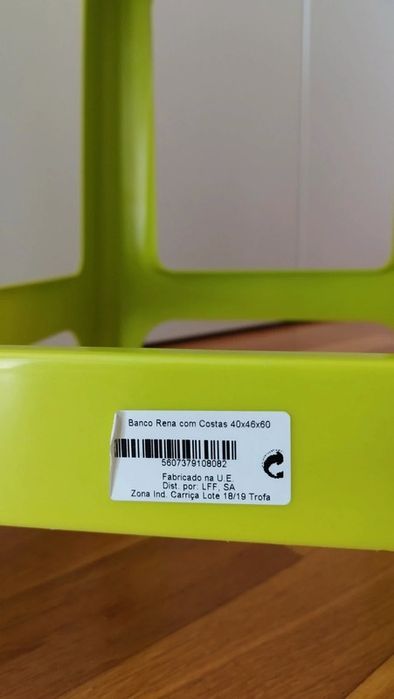 Banco Rena com Costas 40x46x60
5607379108082
Fabricado na U.E.
Dist. por: LFF, SA
Zona Ind. Carriça Lote 18/19 Trofa